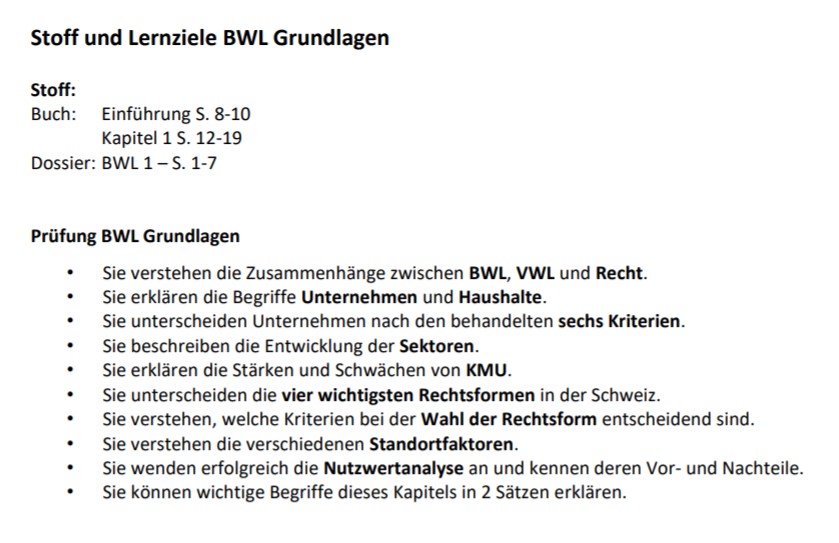 Stoff und Lernziele BWL Grundlagen
Stoff:
Buch: Einführung S. 8-10
Kapitel 1 S. 12-19
Dossier: BWL 1 – S. 1-7
Prüfung BWL Grundlagen
• Sie verstehen die Zusammenhänge zwischen BWL, VWL und Recht.
• Sie erklären die Begriffe Unternehmen und Haushalte.
• Sie unterscheiden Unternehmen nach den behandelten sechs Kriterien.
• Sie beschreiben die Entwicklung der Sektoren.
• Sie erklären die Stärken und Schwächen von KMU.
• Sie unterscheiden die vier wichtigsten Rechtsformen in der Schweiz.
• Sie verstehen, welche Kriterien bei der Wahl der Rechtsform entscheidend sind.
• Sie verstehen die verschiedenen Standortfaktoren.
• Sie wenden erfolgreich die Nutzwertanalyse an und kennen deren Vor- und Nachteile.
• Sie können wichtige Begriffe dieses Kapitels in 2 Sätzen erklären.